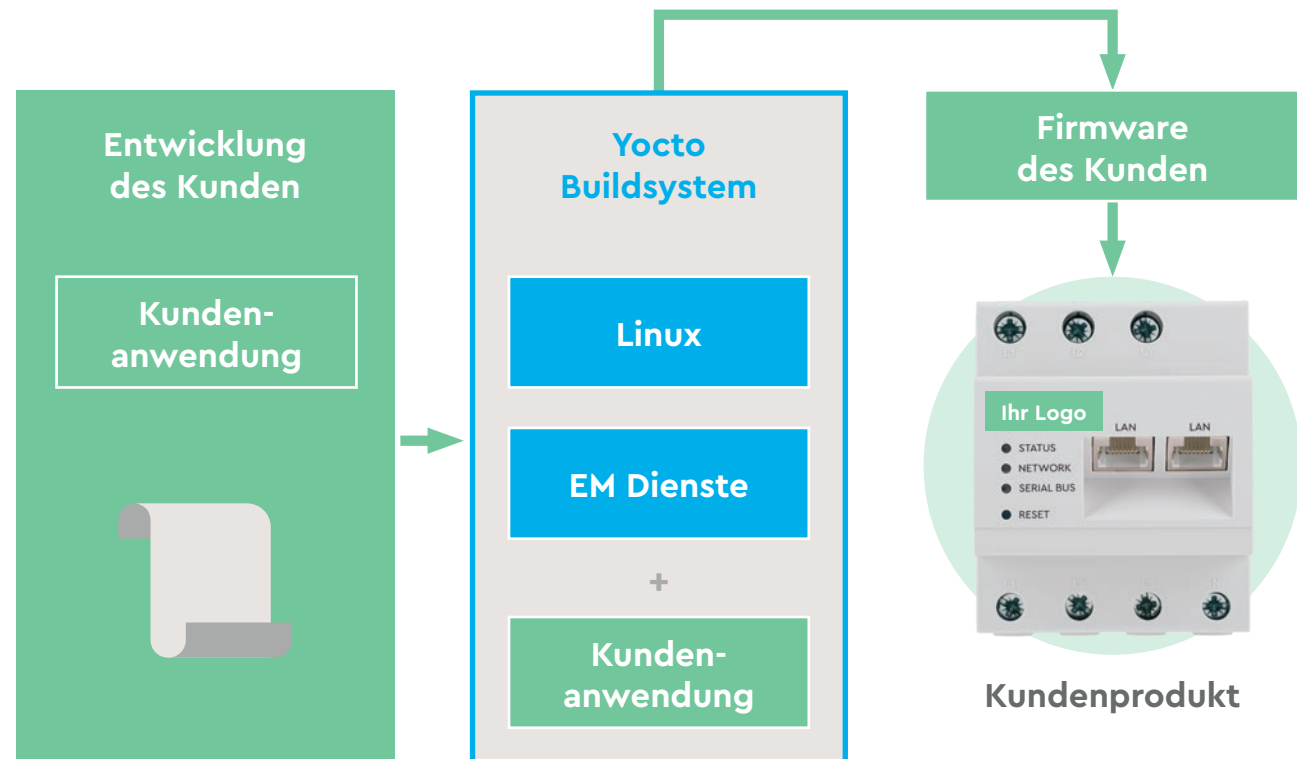 Entwicklung
des Kunden
Kunden-
anwendung
Yocto
Buildsystem
Linux
EM Dienste
+
Kunden-
anwendung
Firmware
des Kunden
Ihr Logo
LAN
LAN
STATUS
NETWORK
SERIAL BUS
RESET
Kundenprodukt